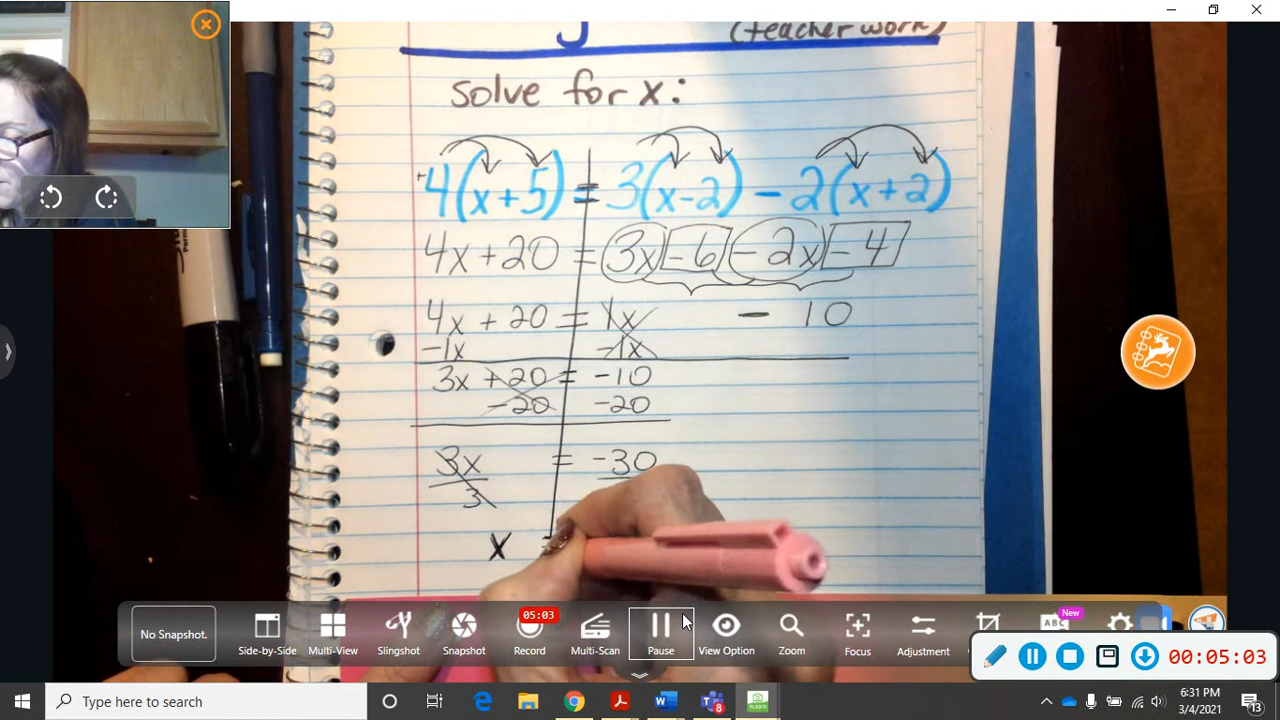 (teacher work)
solve for x:
4(x+5) = 3(x-2) - 2(x+2)
4x+20 = 3x -6 -2x -4
4x + 20 = 1x - 10
-1x -1x
3x +20 = -10
-20 -20
3x = -30
3
x
05:03
New
No Snapshot.
Side-by-Side Multi-View Slingshot Snapshot Record Multi-Scan Pause View Option Zoom Focus Adjustment
ABC
00:05:03
Type here to search
8
6:31 PM
3/4/2021
13